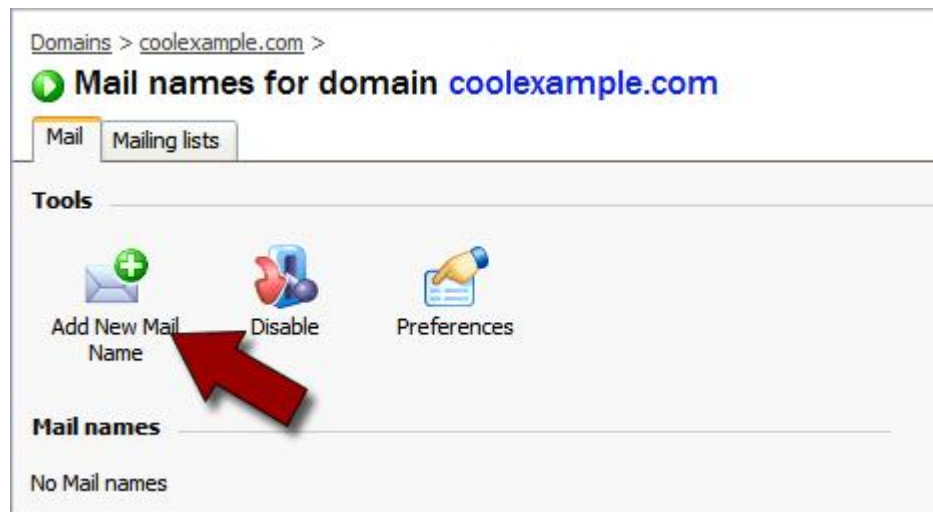 Domains > coolexample.com >
Mail names for domain coolexample.com
Mail Mailing lists
Tools
Add New Mail Disable Preferences
Name
Mail names
No Mail names